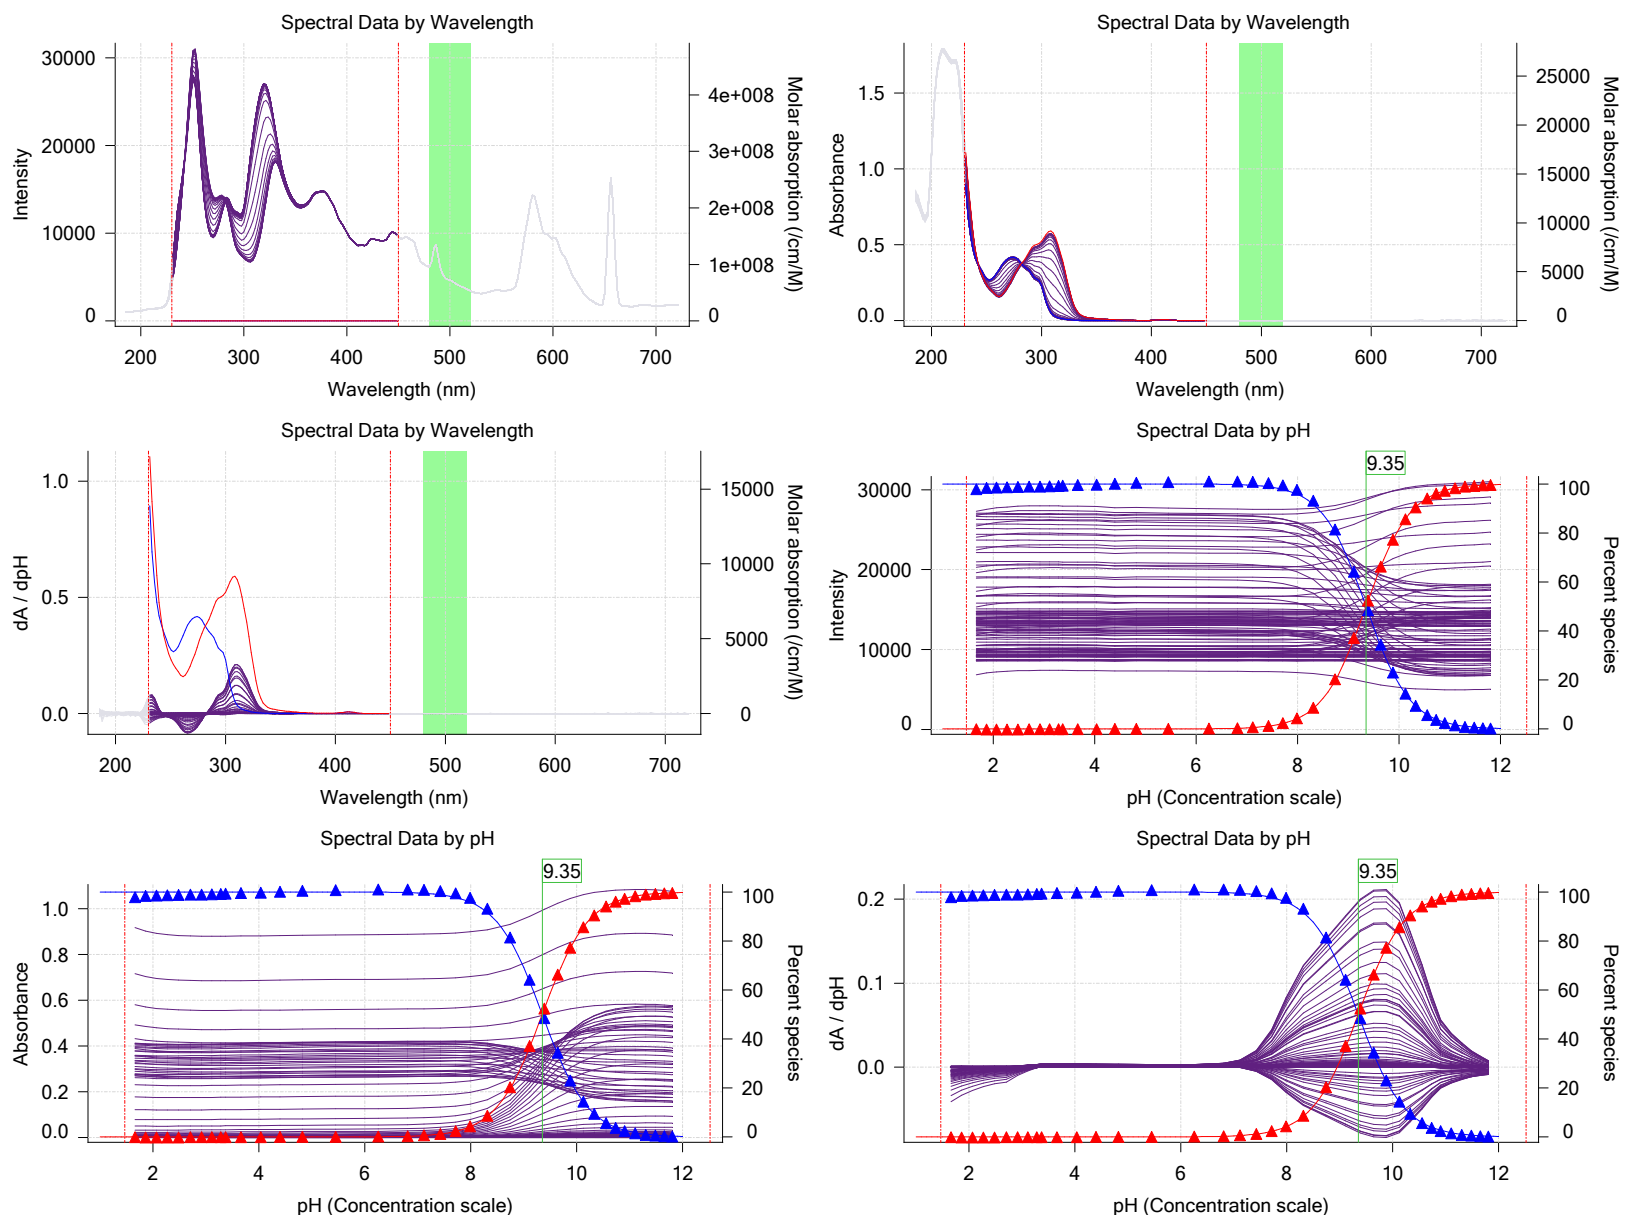 Spectral Data by Wavelength
30000
20000
10000
0
Intensity
4e+008
3e+008
2e+008
1e+008
0
Molar absorption (/cm/M)
200 300 400 500 600 700
Wavelength (nm)
Spectral Data by Wavelength
1.5
1.0
0.5
0.0
Absorbance
25000
20000
15000
10000
5000
0
Molar absorption (/cm/M)
200 300 400 500 600 700
Wavelength (nm)
Spectral Data by Wavelength
1.0
0.5
0.0
dA / dpH
15000
10000
5000
0
Molar absorption (/cm/M)
200 300 400 500 600 700
Wavelength (nm)
Spectral Data by pH
9.35
30000
20000
10000
0
Intensity
100
80
60
40
20
0
Percent species
2 4 6 8 10 12
pH (Concentration scale)
Spectral Data by pH
9.35
1.0
0.8
0.6
0.4
0.2
0.0
Absorbance
100
80
60
40
20
0
Percent species
2 4 6 8 10 12
pH (Concentration scale)
Spectral Data by pH
9.35
0.2
0.1
0.0
dA / dpH
100
80
60
40
20
0
Percent species
2 4 6 8 10 12
pH (Concentration scale)